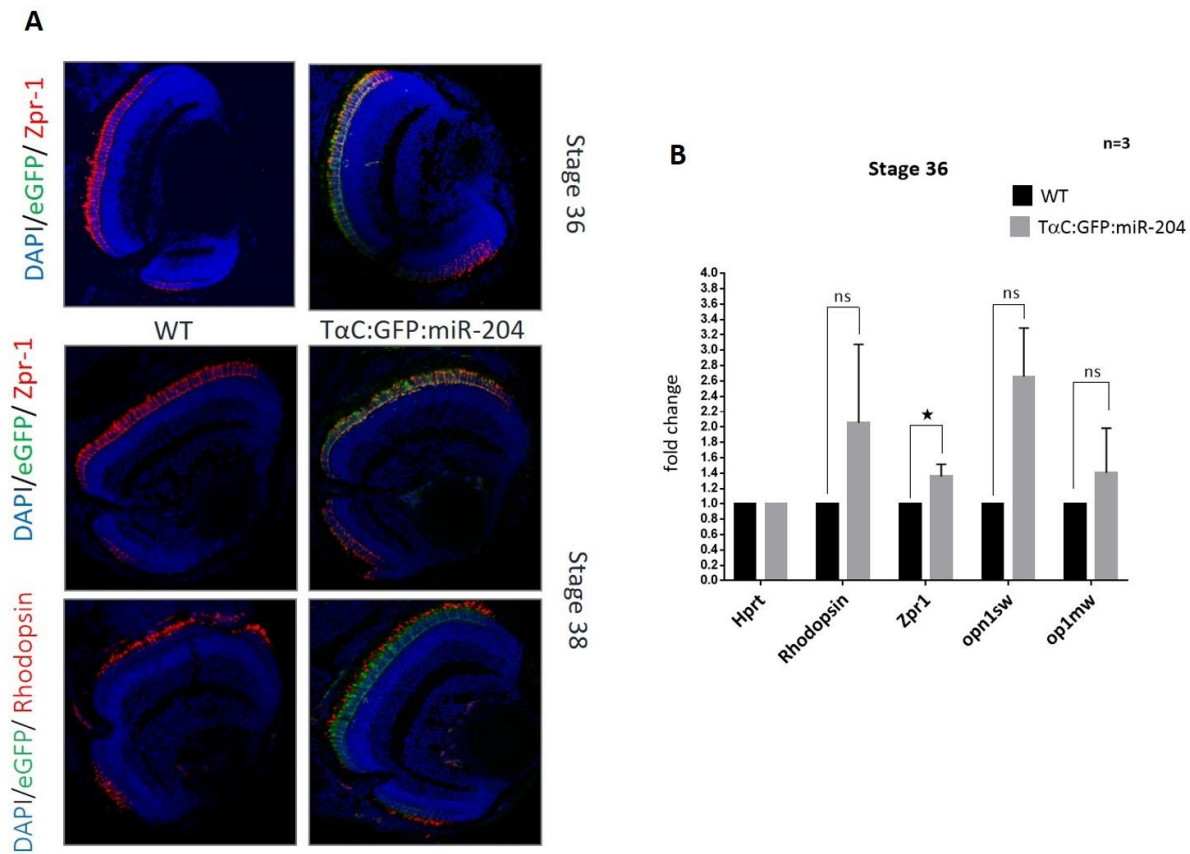 A
DAPI/eGFP/ Zpr-1
Stage 36
WT
TαC:GFP:miR-204
DAPI/eGFP/ Zpr-1
DAPI/eGFP/ Rhodopsin
Stage 38
B
n=3
Stage 36
WT
TαC:GFP:miR-204
fold change
4.0
3.8
3.6
3.4
3.2
3.0
2.8
2.6
2.4
2.2
2.0
1.8
1.6
1.4
1.2
1.0
0.8
0.6
0.4
0.2
0.0
ns
★
ns
ns
Hprt
Rhodopsin
Zpr1
opn1sw
op1mw